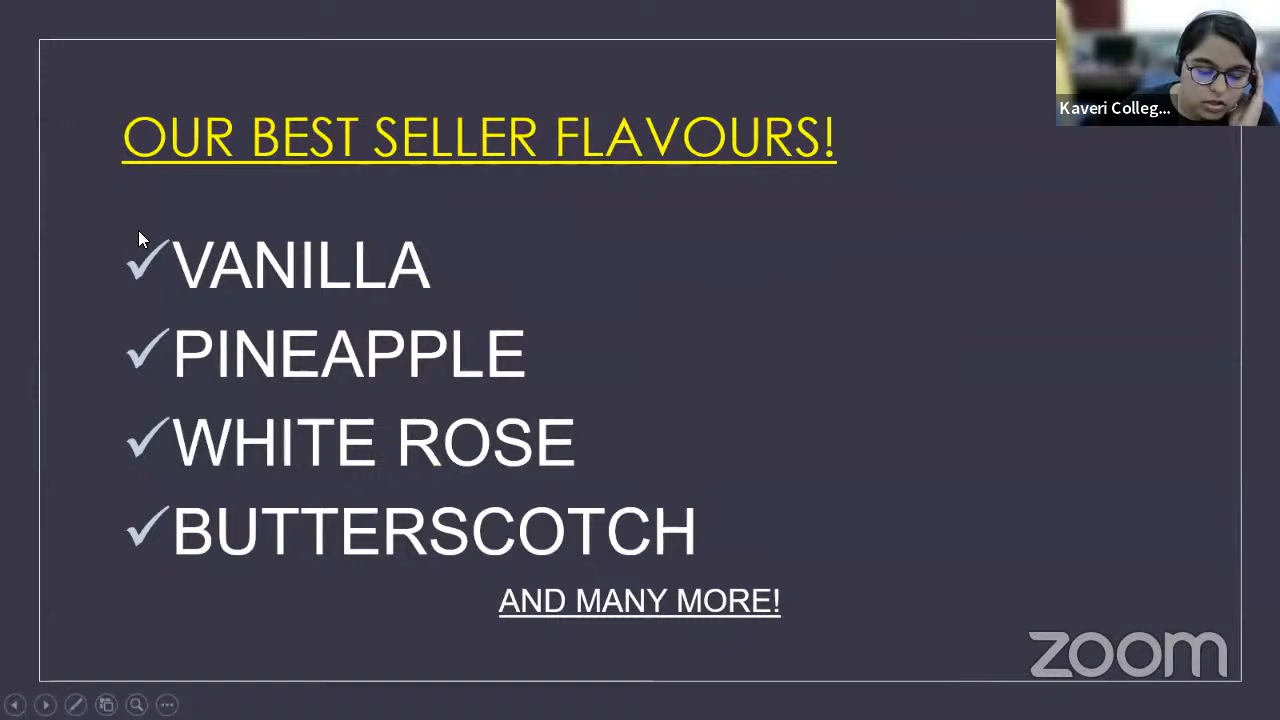 Kaveri Colleg...
OUR BEST SELLER FLAVOURS!
VANILLA
PINEAPPLE
WHITE ROSE
BUTTERSCOTCH
AND MANY MORE!
zoom